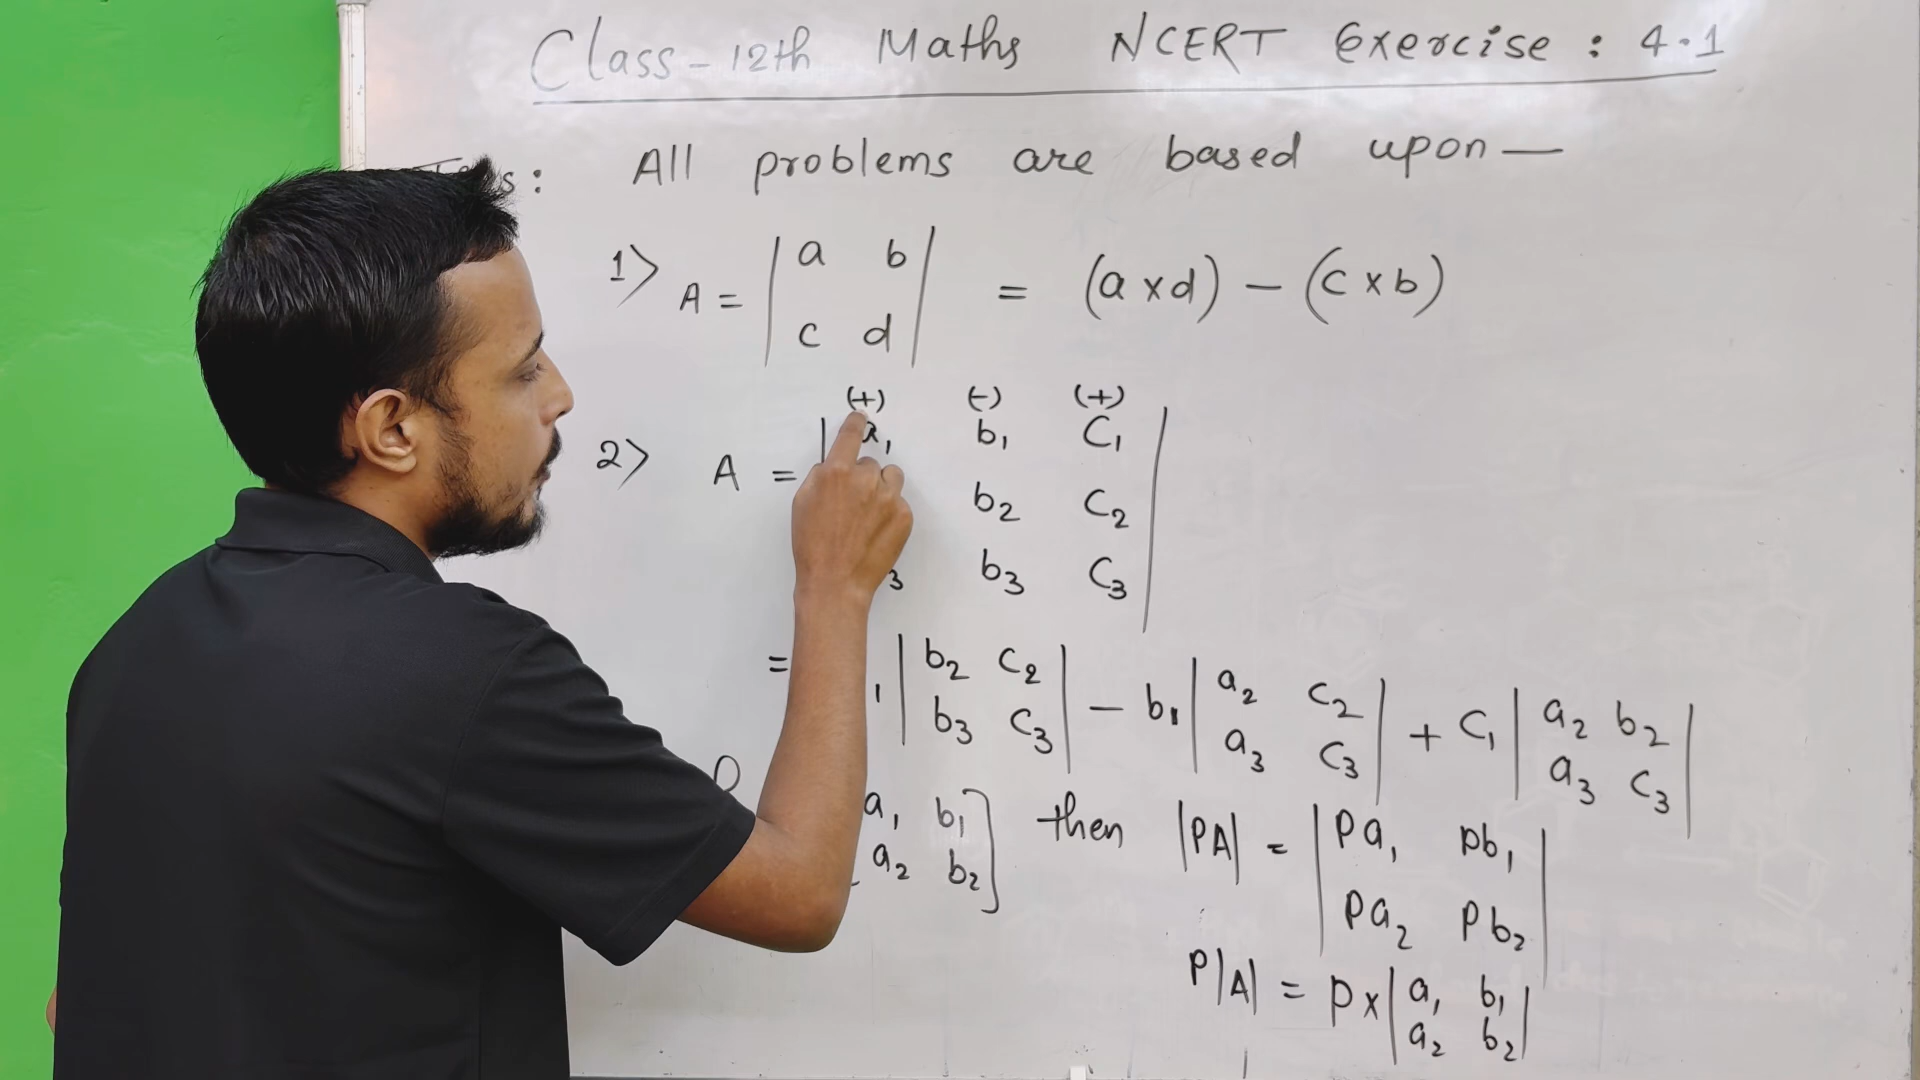 Class-12th Maths NCERT Exercise : 4.1
All problems are based upon —
1> A = | a b | = (a x d) - (c x b)
| c d |
(+) (-) (+)
2> A = | a₁ b₁ C₁ |
b₂ C₂ |
₃ b₃ C₃ |
= ₁ | b₂ c₂ | - b₁ | a₂ c₂ | + C₁ | a₂ b₂ |
| b₃ c₃ | | a₃ c₃ | | a₃ c₃ |
a₁ b₁ ] then |PA| = | Pa₁ Pb₁ |
a₂ b₂ ] | Pa₂ Pb₂ |
P|A| = P x | a₁ b₁ |
| a₂ b₂ |